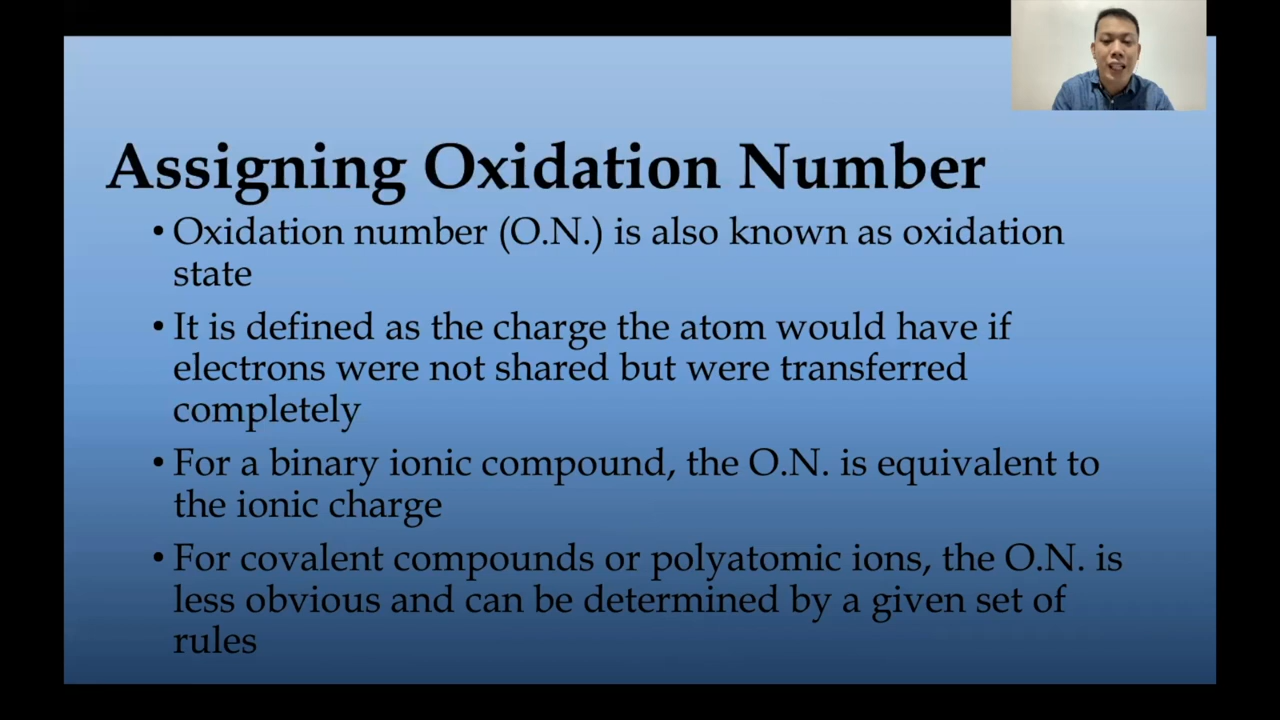 Assigning Oxidation Number
• Oxidation number (O.N.) is also known as oxidation
state
• It is defined as the charge the atom would have if
electrons were not shared but were transferred
completely
• For a binary ionic compound, the O.N. is equivalent to
the ionic charge
• For covalent compounds or polyatomic ions, the O.N. is
less obvious and can be determined by a given set of
rules